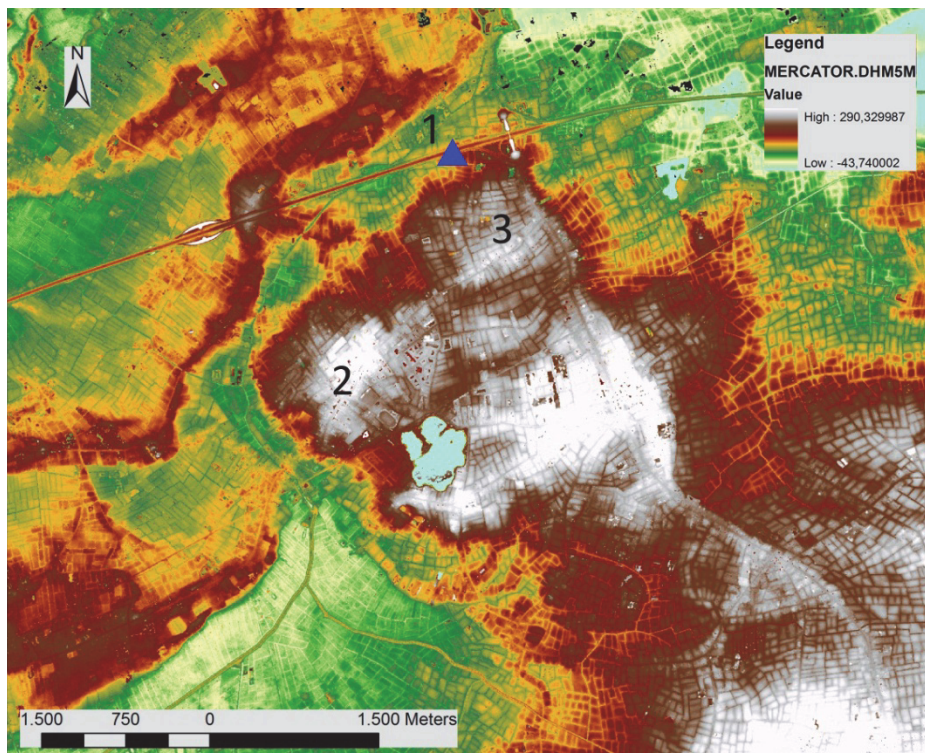 N
Legend
MERCATOR.DHM5M
Value
High : 290,329987
Low : -43,740002
1
3
2
1.500 750 0 1.500 Meters